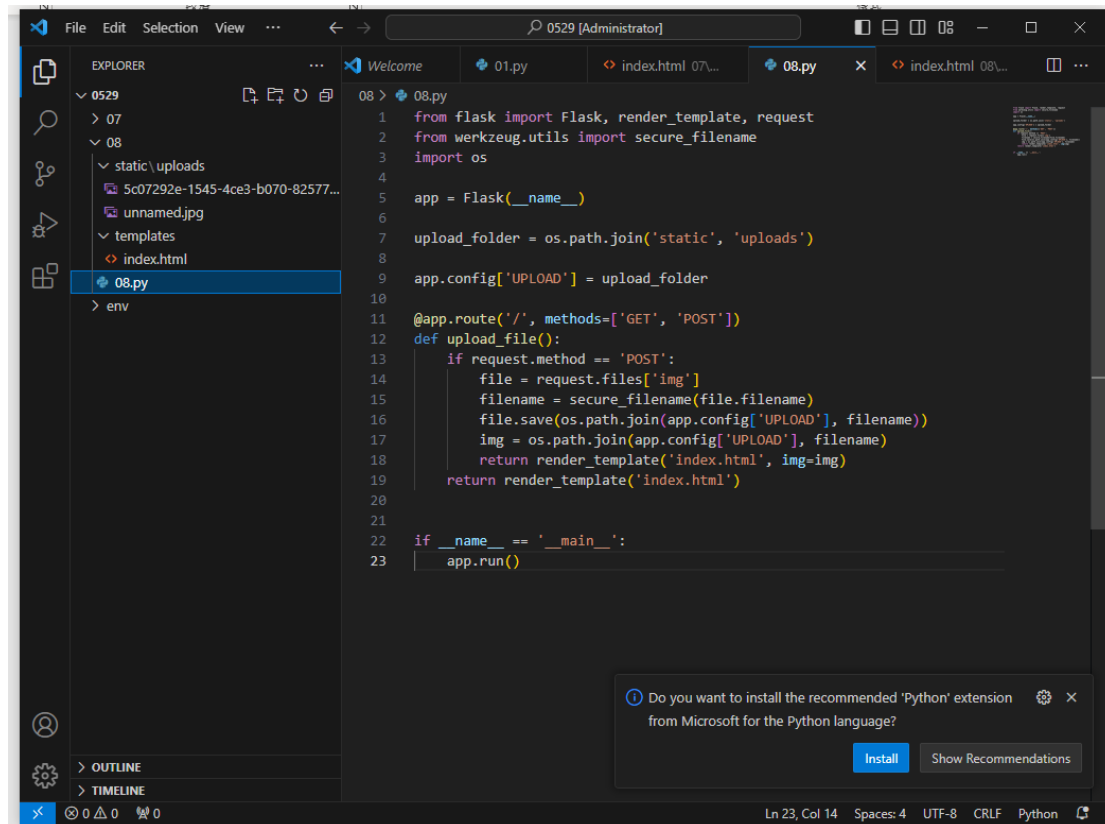 File Edit Selection View ··· 0529 [Administrator]
EXPLORER ···
0529
07
08
static\uploads
5c07292e-1545-4ce3-b070-82577...
unnamed.jpg
templates
index.html
08.py
env
OUTLINE
TIMELINE
Welcome 01.py index.html 07\... 08.py index.html 08\... ···
08 > 08.py
1 from flask import Flask, render_template, request
2 from werkzeug.utils import secure_filename
3 import os
4
5 app = Flask(__name__)
6
7 upload_folder = os.path.join('static', 'uploads')
8
9 app.config['UPLOAD'] = upload_folder
10
11 @app.route('/', methods=['GET', 'POST'])
12 def upload_file():
13     if request.method == 'POST':
14         file = request.files['img']
15         filename = secure_filename(file.filename)
16         file.save(os.path.join(app.config['UPLOAD'], filename))
17         img = os.path.join(app.config['UPLOAD'], filename)
18         return render_template('index.html', img=img)
19     return render_template('index.html')
20
21
22 if __name__ == '__main__':
23     app.run()
Do you want to install the recommended 'Python' extension
from Microsoft for the Python language?
Install Show Recommendations
0 0 0 Ln 23, Col 14 Spaces: 4 UTF-8 CRLF Python